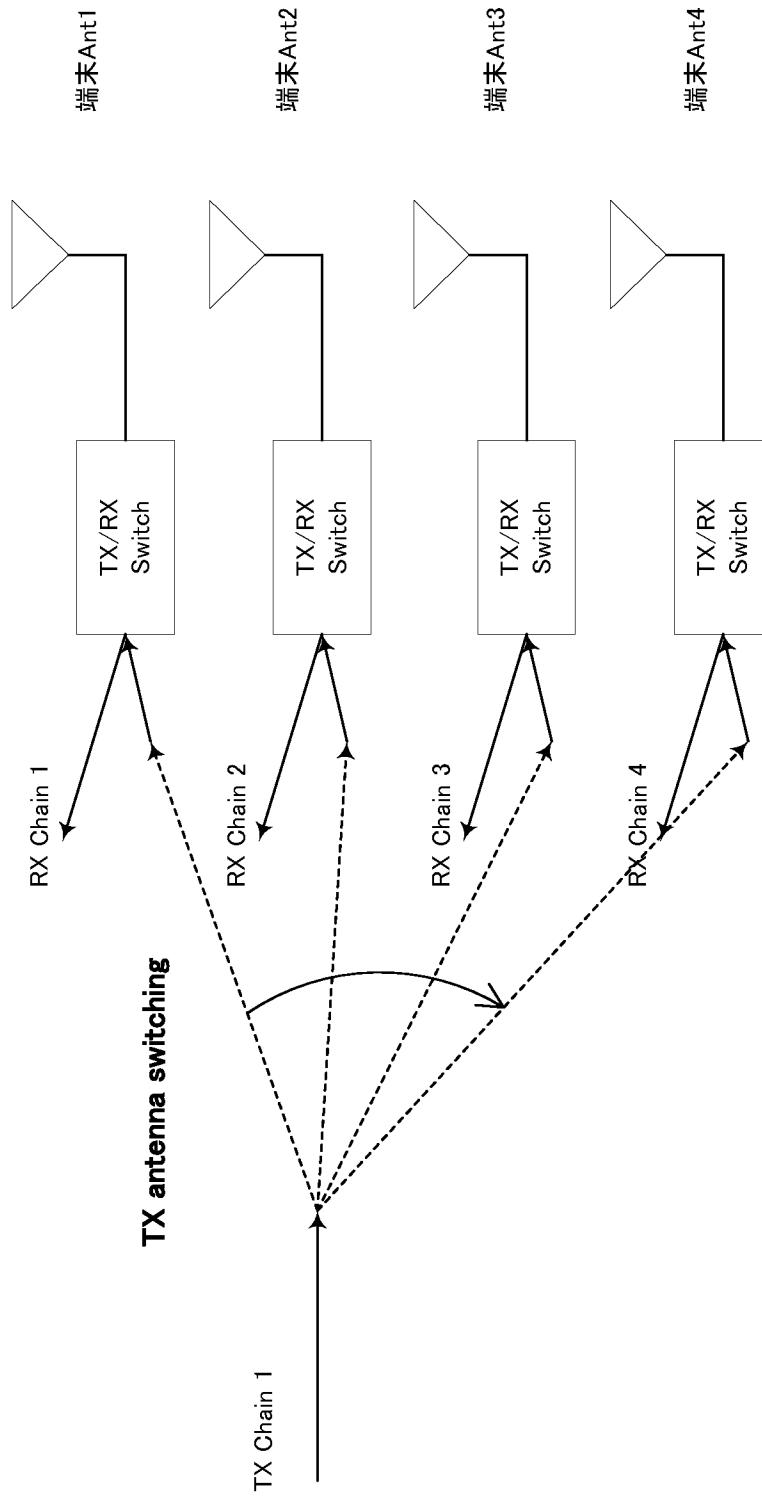 TX Chain 1
TX antenna switching
RX Chain 1
TX/RX
Switch
端末Ant1
RX Chain 2
TX/RX
Switch
端末Ant2
RX Chain 3
TX/RX
Switch
端末Ant3
RX Chain 4
TX/RX
Switch
端末Ant4